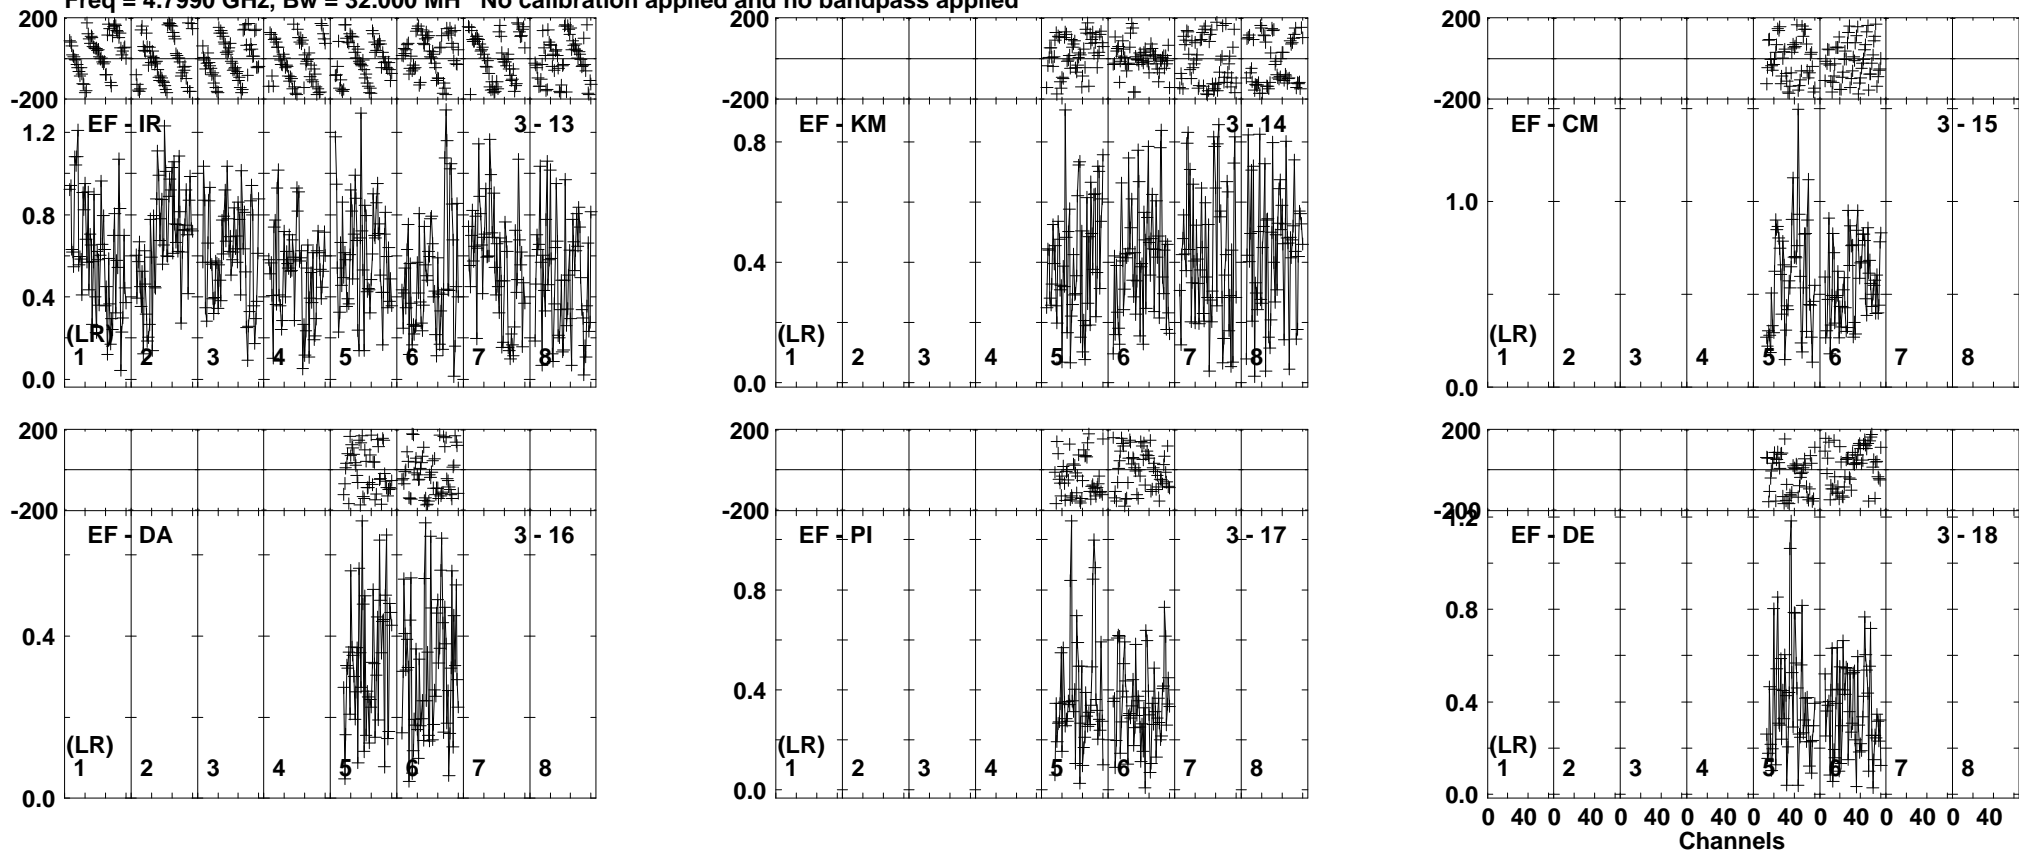 Freq = 4.7990 GHz, Bw = 32.000 MH No calibration applied and no bandpass applied
200
-200
EF - IR 3 - 13
1.2
0.8
0.4
0.0
(LR)
1 2 3 4 5 6 7 8
200
-200
EF - KM 3 - 14
0.8
0.4
0.0
(LR)
1 2 3 4 5 6 7 8
200
-200
EF - CM 3 - 15
1.0
0.0
(LR)
1 2 3 4 5 6 7 8
200
-200
EF - DA 3 - 16
0.4
0.0
(LR)
1 2 3 4 5 6 7 8
200
-200
EF - PI 3 - 17
0.8
0.4
0.0
(LR)
1 2 3 4 5 6 7 8
200
-200
1.2
EF - DE 3 - 18
0.8
0.4
0.0
(LR)
1 2 3 4 5 6 7 8
0 40 0 40 0 40 0 40 0 40 0 40 0 40 0 40
Channels